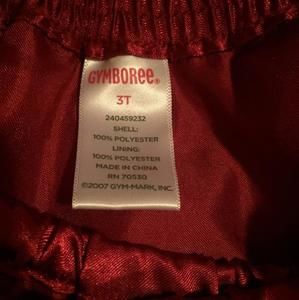 GYMBOREE®
3T
240459232
SHELL:
100% POLYESTER
LINING:
100% POLYESTER
MADE IN CHINA
RN 70530
©2007 GYM-MARK, INC.